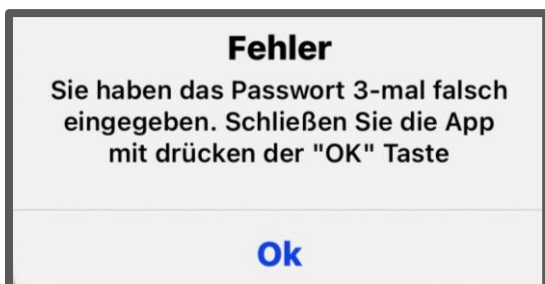 Fehler
Sie haben das Passwort 3-mal falsch
eingegeben. Schließen Sie die App
mit drücken der "OK" Taste
Ok